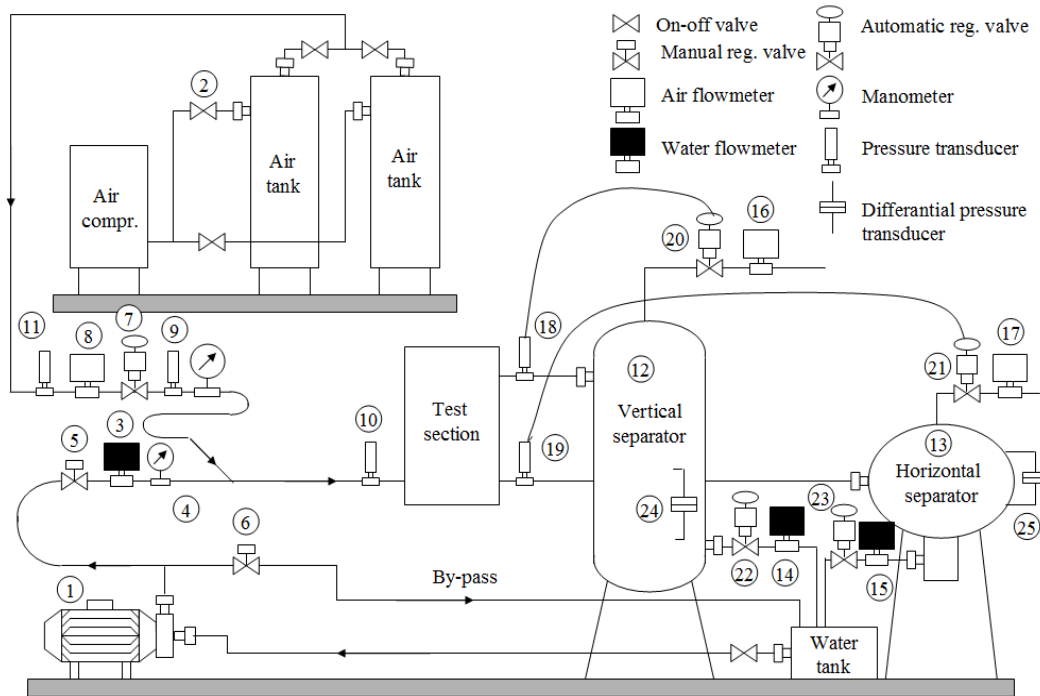 On-off valve
Manual reg. valve
Air flowmeter
Water flowmeter
Automatic reg. valve
Manometer
Pressure transducer
Differantial pressure
transducer
2
Air
compr.
Air
tank
Air
tank
11
8
7
9
18
20
16
12
Vertical
separator
21
17
13
Horizontal
separator
10
Test
section
19
5
3
4
6
24
23
25
22
14
15
1
By-pass
Water
tank